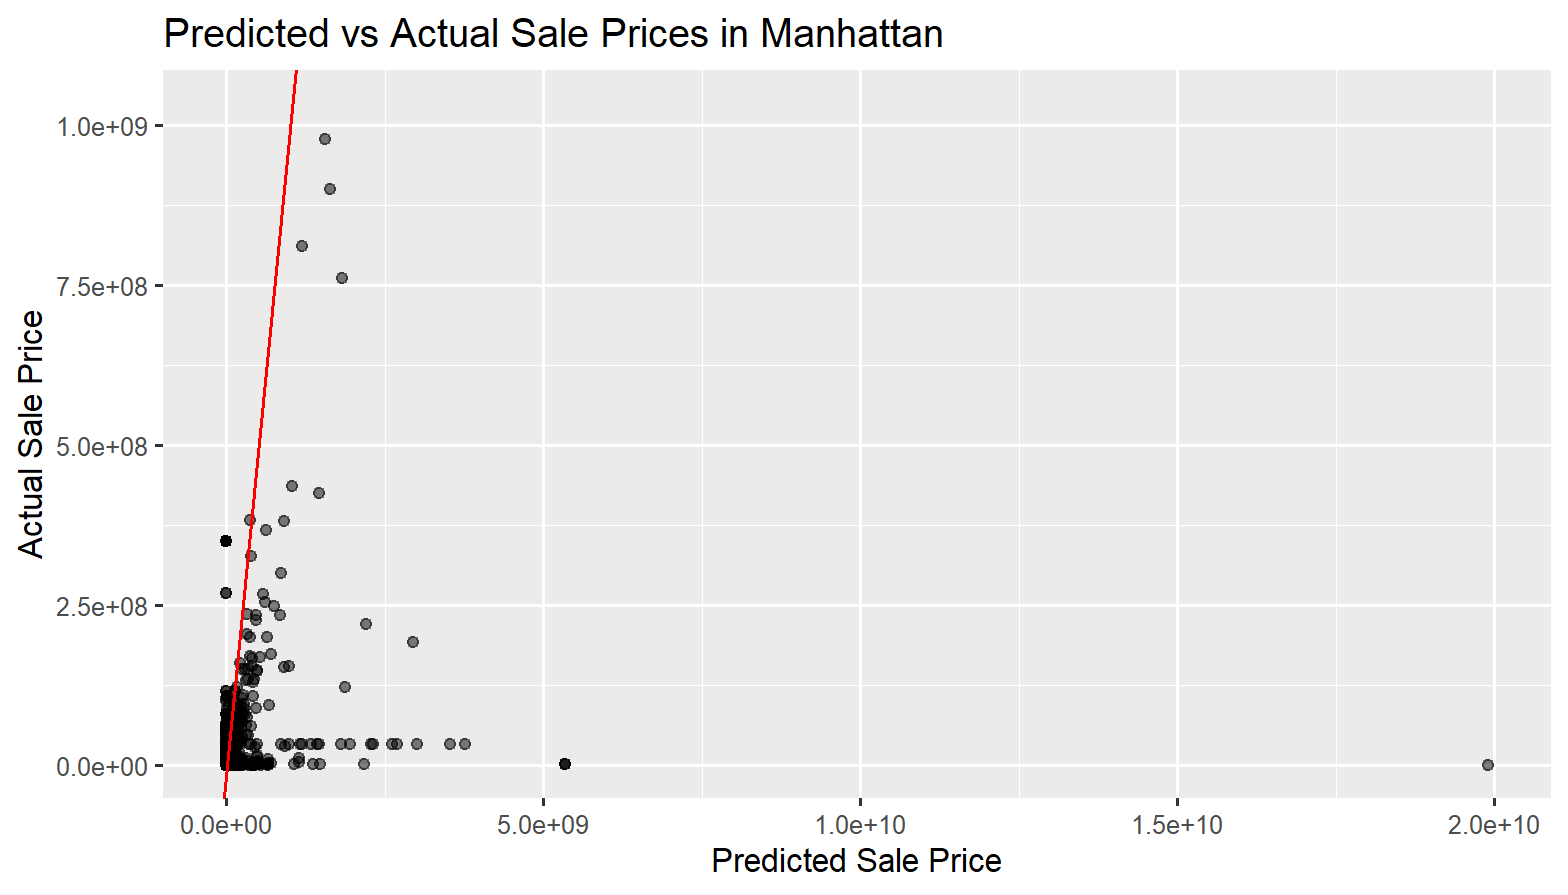 Predicted vs Actual Sale Prices in Manhattan
Actual Sale Price
1.0e+09
7.5e+08
5.0e+08
2.5e+08
0.0e+00
0.0e+00 5.0e+09 1.0e+10 1.5e+10 2.0e+10
Predicted Sale Price